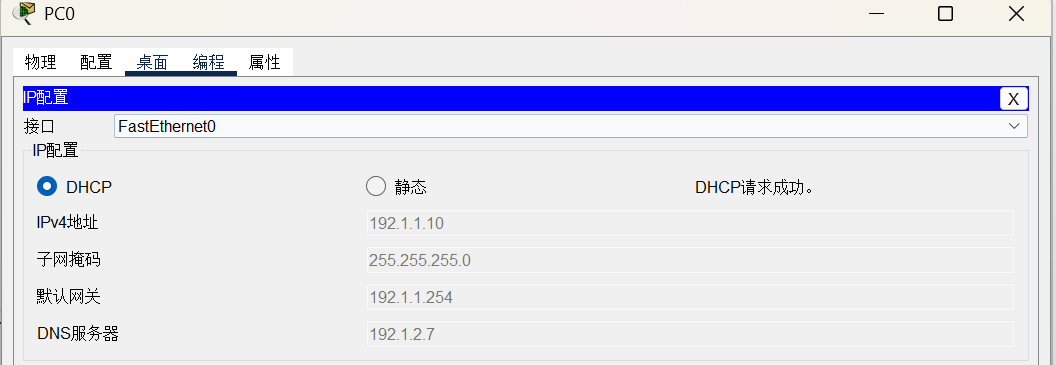 PC0
物理 配置 桌面 编程 属性
IP配置 X
接口 FastEthernet0
IP配置
DHCP 静态 DHCP请求成功。
IPv4地址 192.1.1.10
子网掩码 255.255.255.0
默认网关 192.1.1.254
DNS服务器 192.1.2.7